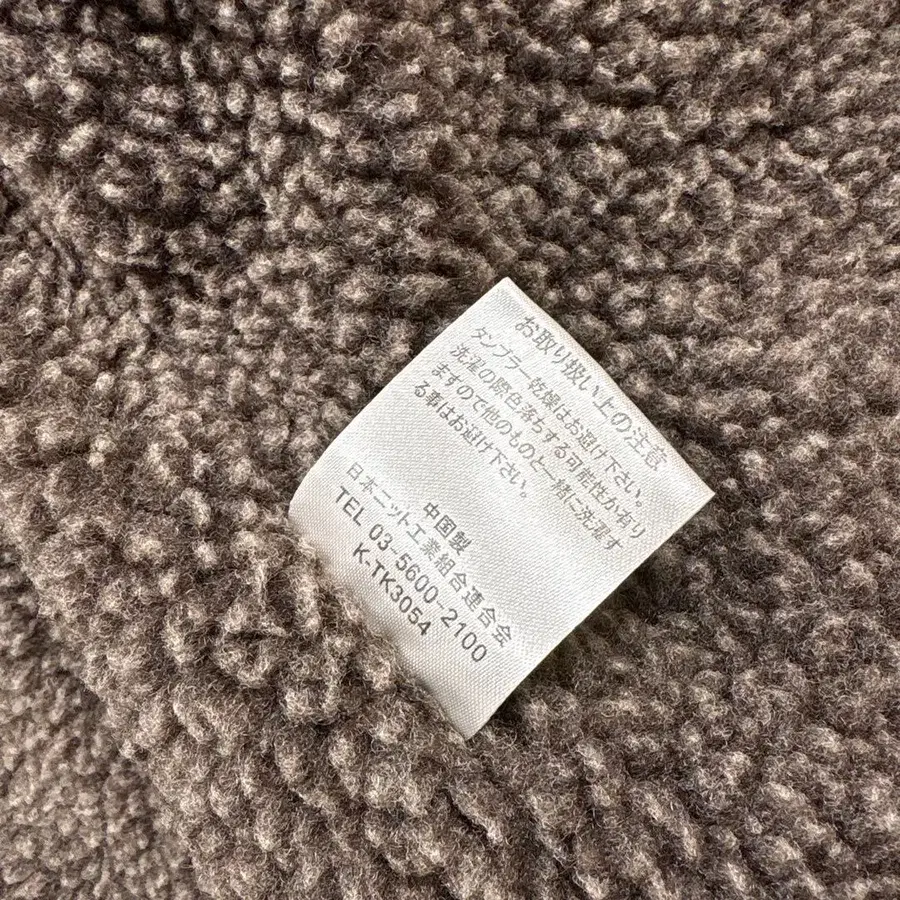 お取り扱い上の注意
タンブラー乾燥はお避け下さい。
洗濯の際色落ちする可能性が有り
ますので他のものと一緒に洗濯す
る事はお避け下さい。
中国製
日本ニット工業組合連合会
TEL 03-5600-2100
K-TK3054